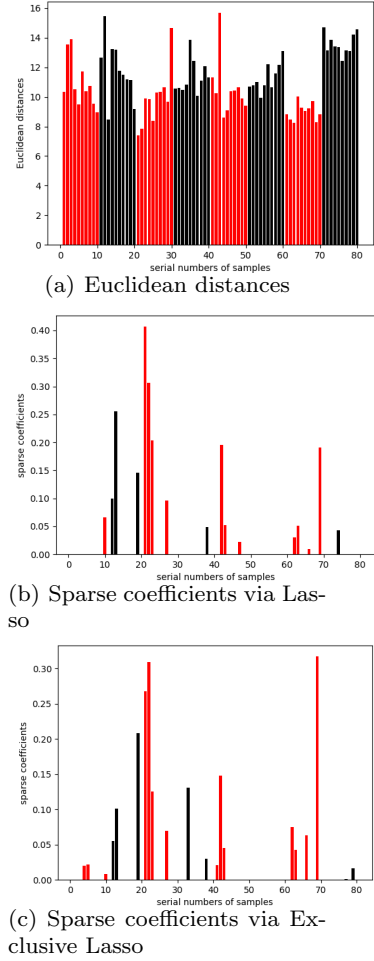 16
14
12
10
8
6
4
2
0
Euclidean distances
0 10 20 30 40 50 60 70 80
serial numbers of samples
(a) Euclidean distances
0.40
0.35
0.30
0.25
0.20
0.15
0.10
0.05
0.00
sparse coefficients
0 10 20 30 40 50 60 70 80
serial numbers of samples
(b) Sparse coefficients via Las-
so
0.30
0.25
0.20
0.15
0.10
0.05
0.00
sparse coefficients
0 10 20 30 40 50 60 70 80
serial numbers of samples
(c) Sparse coefficients via Ex-
clusive Lasso